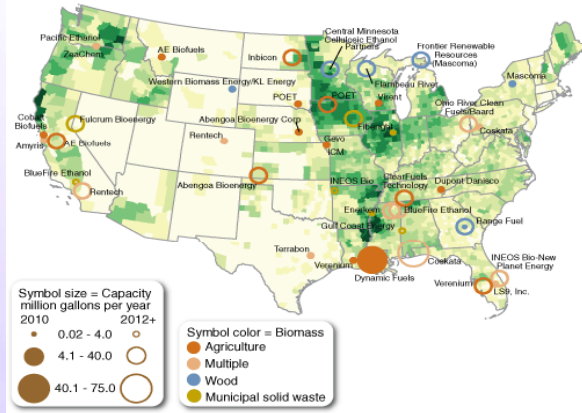 Central Minnesota
Cellulosic Ethanol
Partners
Frontier Renewable
Resources
(Mascoma)
Pacific Ethanol
ZeaChem
AE Biofuels
Inbicon
Flambeau River
Mascoma
Western Biomass Energy/KL Energy
POET
POET
Virent
Ohio River Clean
Fuels/Baard
Cobalt
Biofuels
Fulcrum Bioenergy
Abengoa Bioenergy Corp
Fiberight
Coskata
Amyris
AE Biofuels
Rentech
Gevo
ICM
BlueFire Ethanol
Rentech
Abengoa Bioenergy
INEOS Bio
ClearFuels
Technology
Dupont Danisco
Enerkem
BlueFire Ethanol
Gulf Coast Energy
Range Fuel
Terrabon
Verenium
Dynamic Fuels
Coskata
INEOS Bio-New
Planet Energy
Verenium
LS9, Inc.
Symbol size = Capacity
million gallons per year
2010 2012+
0.02 - 4.0
4.1 - 40.0
40.1 - 75.0
Symbol color = Biomass
Agriculture
Multiple
Wood
Municipal solid waste